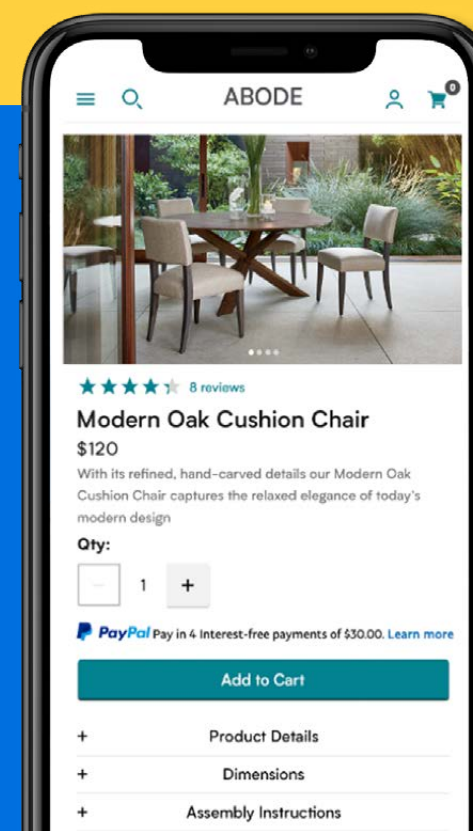 ABODE
0
8 reviews
Modern Oak Cushion Chair
$120
With its refined, hand-carved details our Modern Oak
Cushion Chair captures the relaxed elegance of today's
modern design
Qty:
− 1 +
PayPal Pay in 4 Interest-free payments of $30.00. Learn more
Add to Cart
+ Product Details
+ Dimensions
+ Assembly Instructions